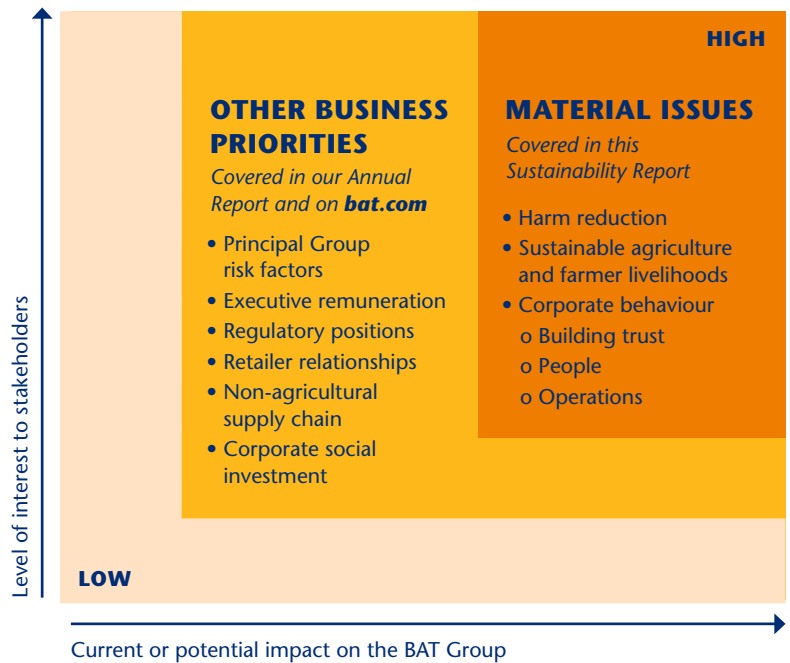 Level of interest to stakeholders
HIGH
OTHER BUSINESS
PRIORITIES
Covered in our Annual
Report and on bat.com
• Principal Group
risk factors
• Executive remuneration
• Regulatory positions
• Retailer relationships
• Non-agricultural
supply chain
• Corporate social
investment
MATERIAL ISSUES
Covered in this
Sustainability Report
• Harm reduction
• Sustainable agriculture
and farmer livelihoods
• Corporate behaviour
o Building trust
o People
o Operations
LOW
Current or potential impact on the BAT Group